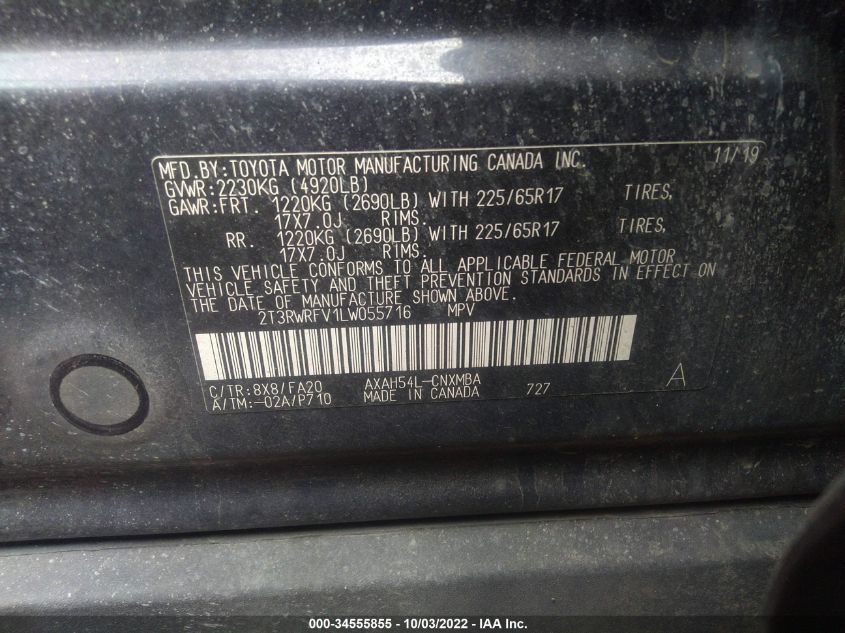 MFD.BY:TOYOTA MOTOR MANUFACTURING CANADA INC. 11/19
GVWR:2230KG (4920LB)
GAWR:FRT. 1220KG (2690LB) WITH 225/65R17 TIRES,
17X7.0J RIMS.
RR. 1220KG (2690LB) WITH 225/65R17 TIRES,
17X7.0J RIMS.
THIS VEHICLE CONFORMS TO ALL APPLICABLE FEDERAL MOTOR
VEHICLE SAFETY AND THEFT PREVENTION STANDARDS IN EFFECT ON
THE DATE OF MANUFACTURE SHOWN ABOVE.
2T3RWRFV1LW055716 MPV
C/TR:8X8/FA20 AXAH54L-CNXMBA A
A/TM:-02A/P710 MADE IN CANADA 727
000-34555855 - 10/03/2022 - IAA Inc.